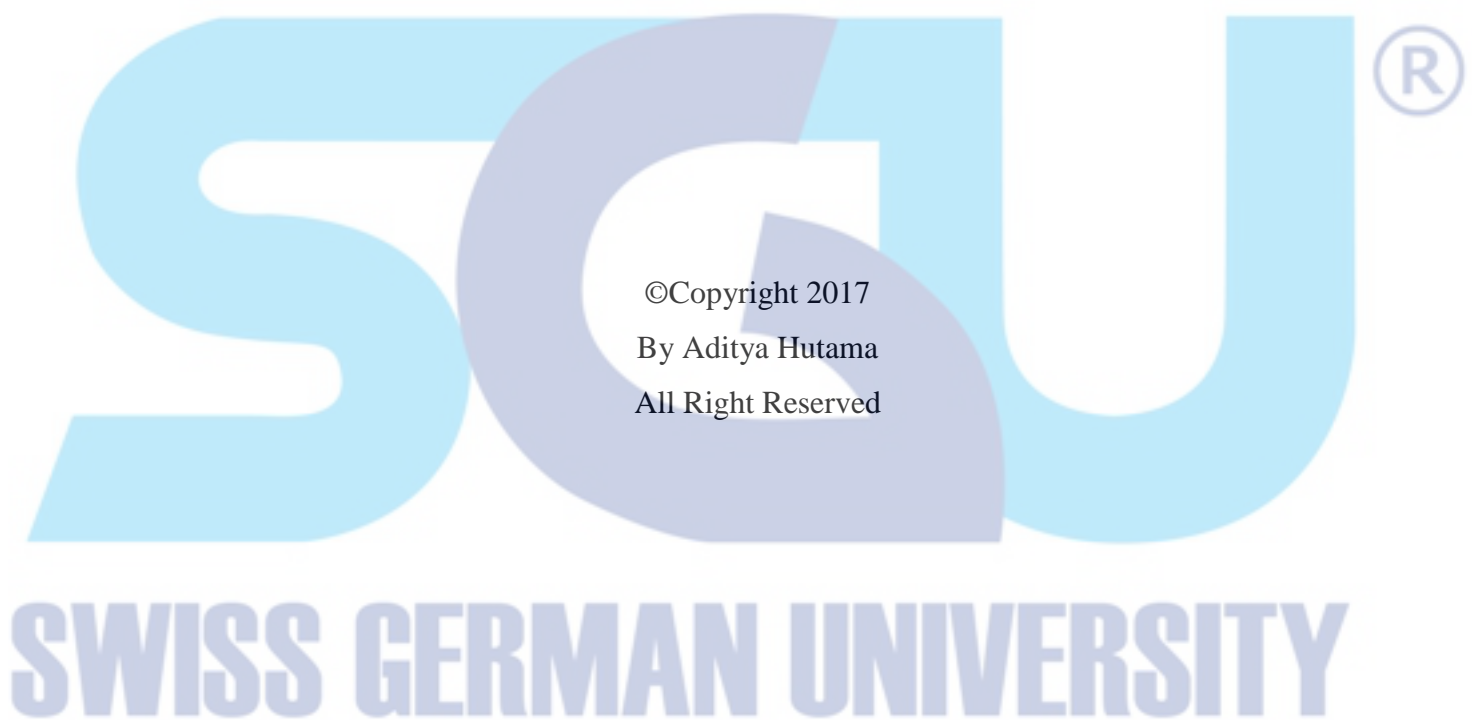 SGU®
©Copyright 2017
By Aditya Hutama
All Right Reserved
SWISS GERMAN UNIVERSITY